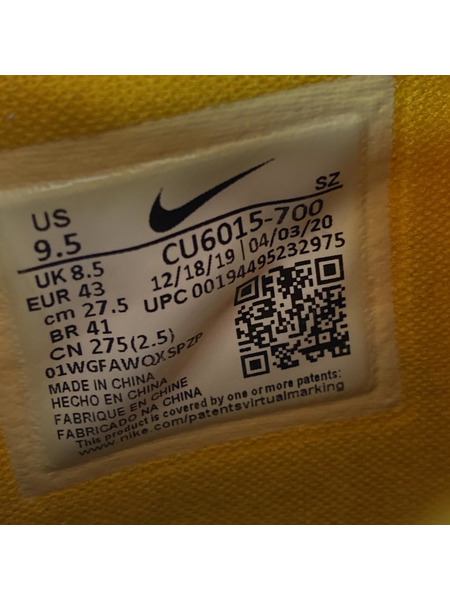 SZ
US
9.5
CU6015-700
UK 8.5
12/18/19 | 04/03/20
EUR 43
UPC 00194495232975
cm 27.5
BR 41
CN 275(2.5)
01WGFAWQXSPZP
MADE IN CHINA
HECHO EN CHINA
FABRIQUE EN CHINE
FABRICADO NA CHINA
This product is covered by one or more patents:
www.nike.com/patentsvirtualmarking